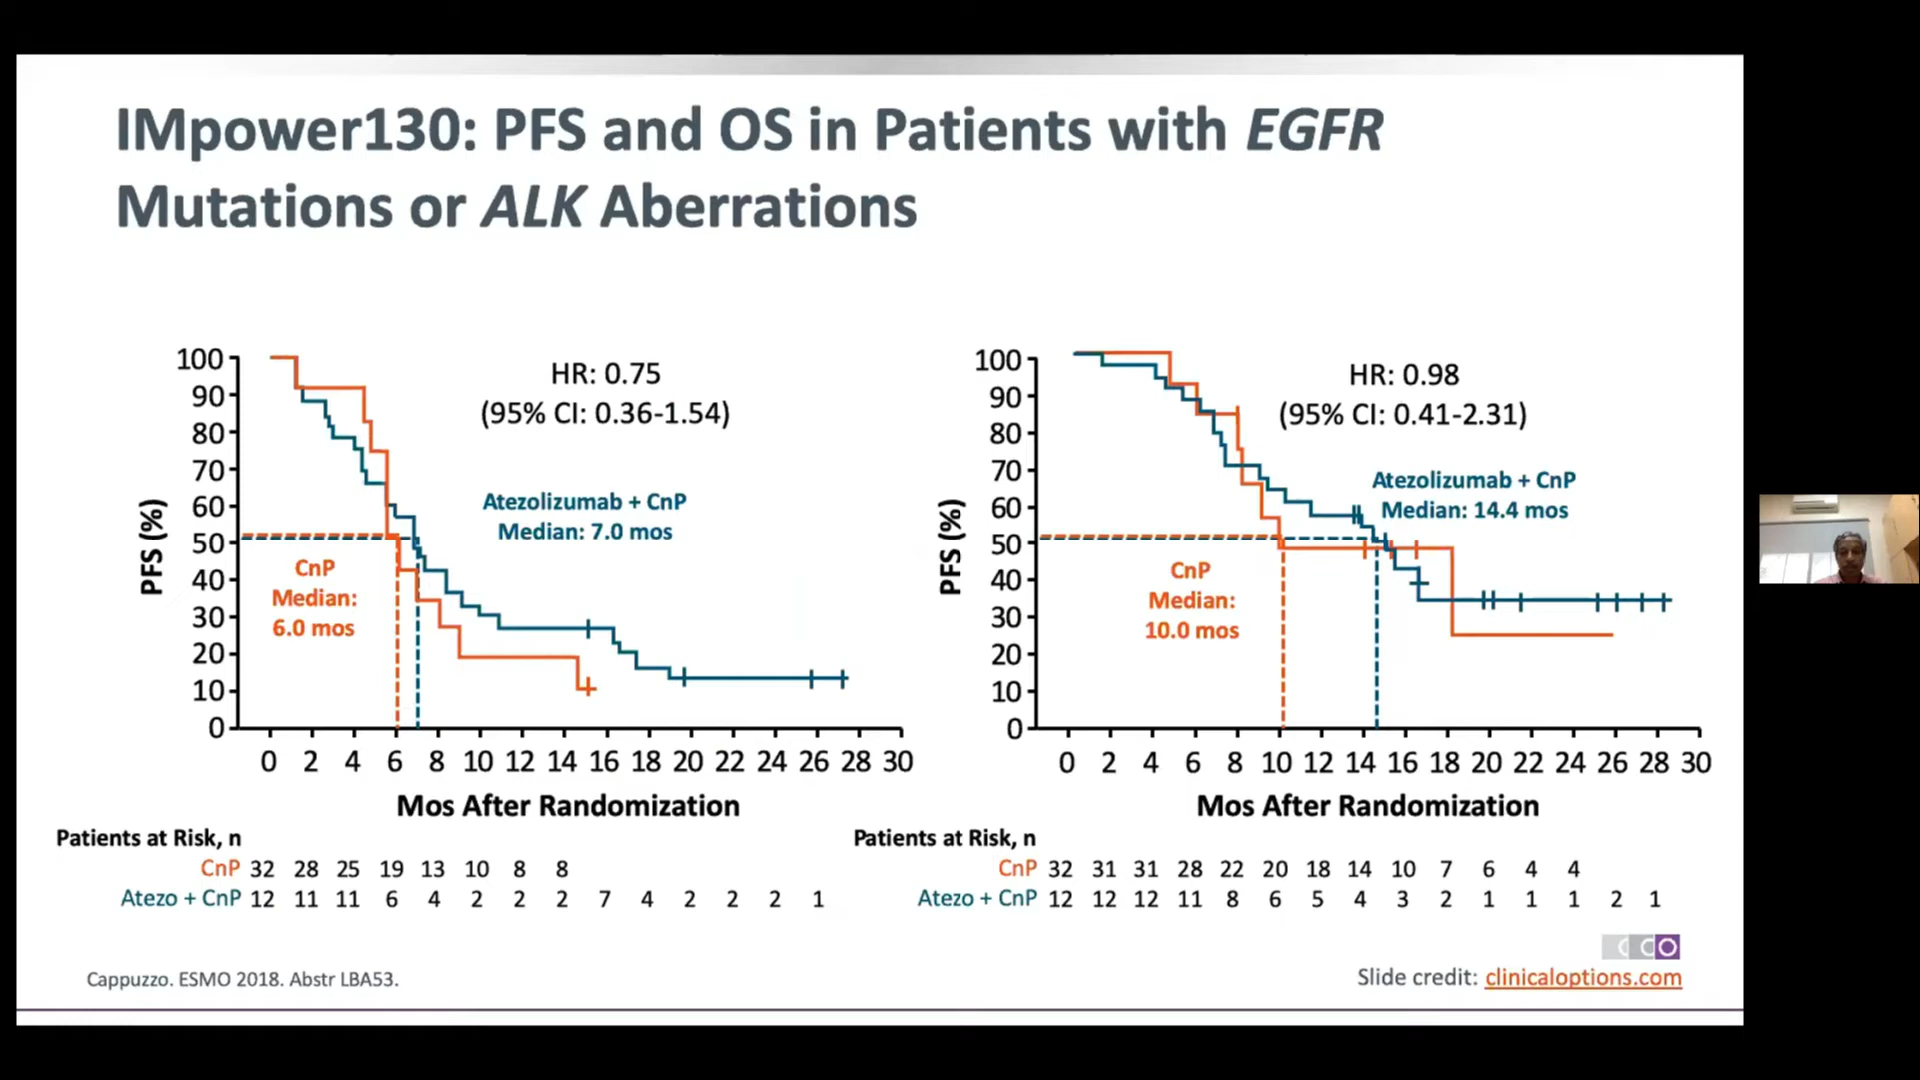 IMpower130: PFS and OS in Patients with EGFR
Mutations or ALK Aberrations
PFS (%)
100
90
80
70
60
50
40
30
20
10
0
HR: 0.75
(95% CI: 0.36-1.54)
Atezolizumab + CnP
Median: 7.0 mos
CnP
Median:
6.0 mos
0 2 4 6 8 10 12 14 16 18 20 22 24 26 28 30
Mos After Randomization
Patients at Risk, n
CnP 32 28 25 19 13 10 8 8
Atezo + CnP 12 11 11 6 4 2 2 2 7 4 2 2 2 1
PFS (%)
100
90
80
70
60
50
40
30
20
10
0
HR: 0.98
(95% CI: 0.41-2.31)
Atezolizumab + CnP
Median: 14.4 mos
CnP
Median:
10.0 mos
0 2 4 6 8 10 12 14 16 18 20 22 24 26 28 30
Mos After Randomization
Patients at Risk, n
CnP 32 31 31 28 22 20 18 14 10 7 6 4 4
Atezo + CnP 12 12 12 11 8 6 5 4 3 2 1 1 1 2 1
CCO
Cappuzzo. ESMO 2018. Abstr LBA53.
Slide credit: clinicaloptions.com